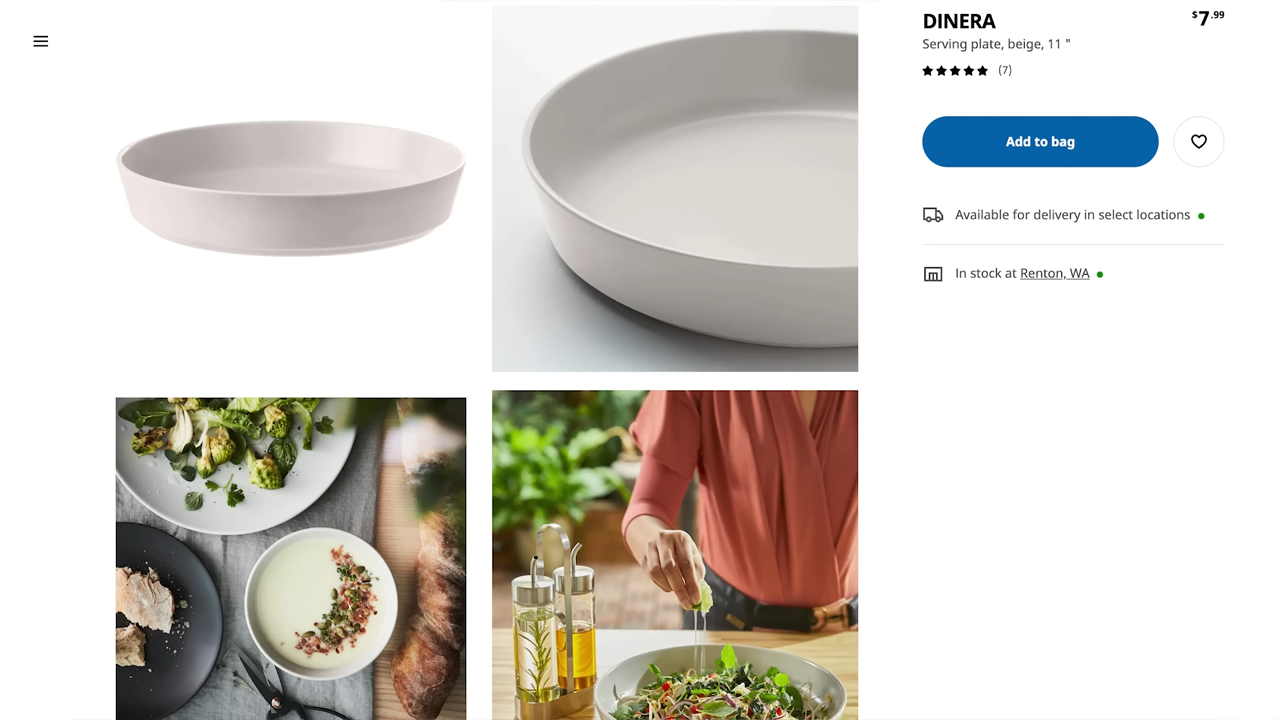 DINERA
$7.99
Serving plate, beige, 11 "
(7)
Add to bag
Available for delivery in select locations
In stock at Renton, WA